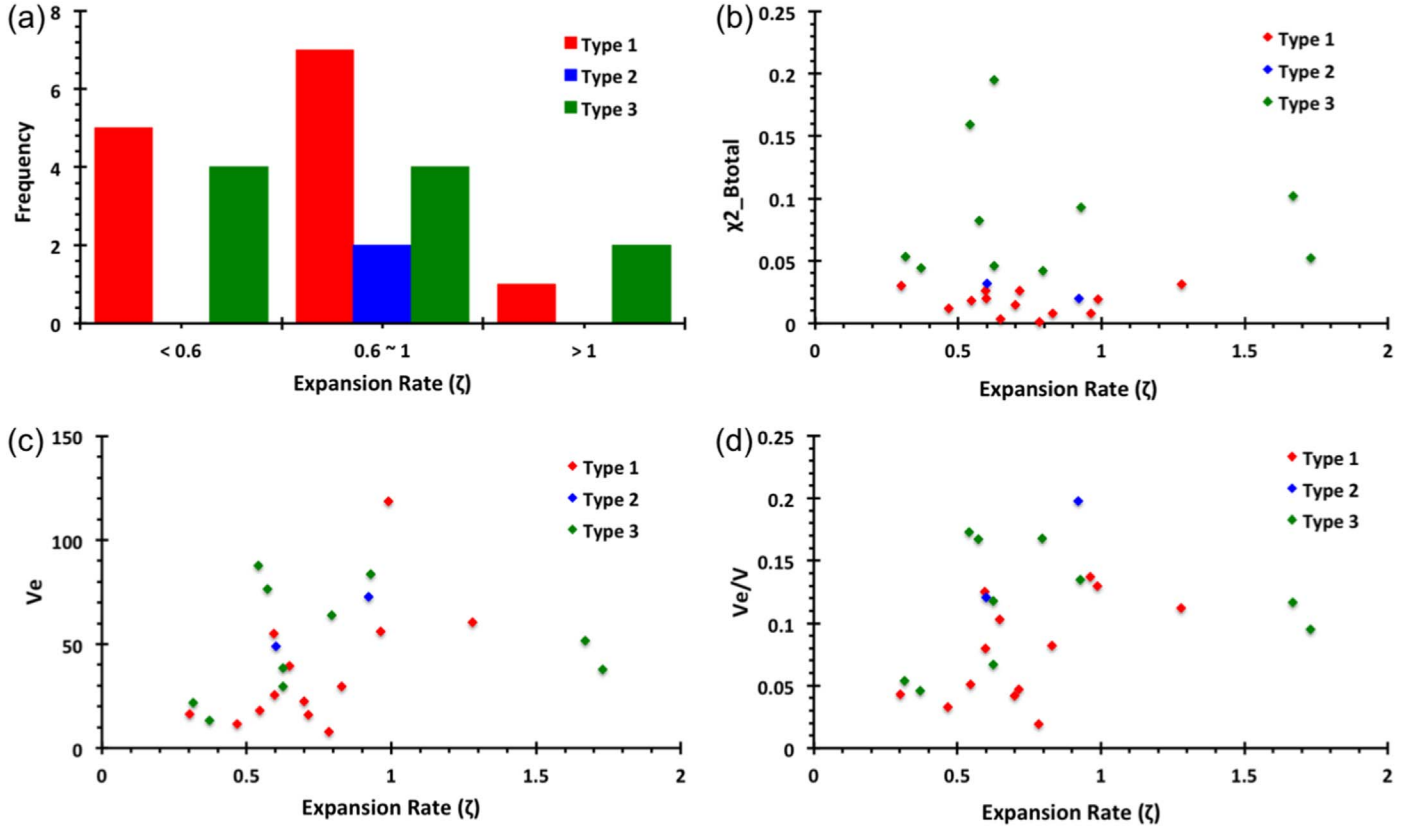 (a)
8
6
4
2
0
Frequency
Type 1
Type 2
Type 3
< 0.6
0.6 ~ 1
> 1
Expansion Rate (ζ)
(b)
0.25
0.2
0.15
0.1
0.05
0
χ2_Btotal
Type 1
Type 2
Type 3
0 0.5 1 1.5 2
Expansion Rate (ζ)
(c)
150
100
50
0
Ve
Type 1
Type 2
Type 3
0 0.5 1 1.5 2
Expansion Rate (ζ)
(d)
0.25
0.2
0.15
0.1
0.05
0
Ve/V
Type 1
Type 2
Type 3
0 0.5 1 1.5 2
Expansion Rate (ζ)